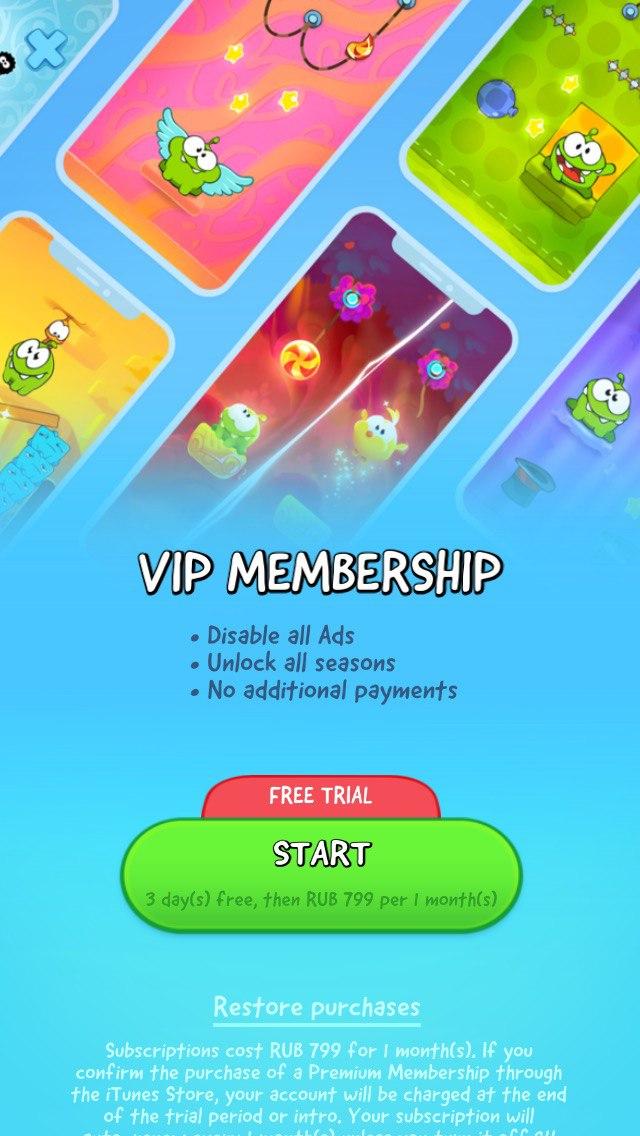 8
VIP MEMBERSHIP
• Disable all Ads
• Unlock all seasons
• No additional payments
FREE TRIAL
START
3 day(s) free, then RUB 799 per 1 month(s)
Restore purchases
Subscriptions cost RUB 799 for 1 month(s). If you
confirm the purchase of a Premium Membership through
the iTunes Store, your account will be charged at the end
of the trial period or intro. Your subscription will